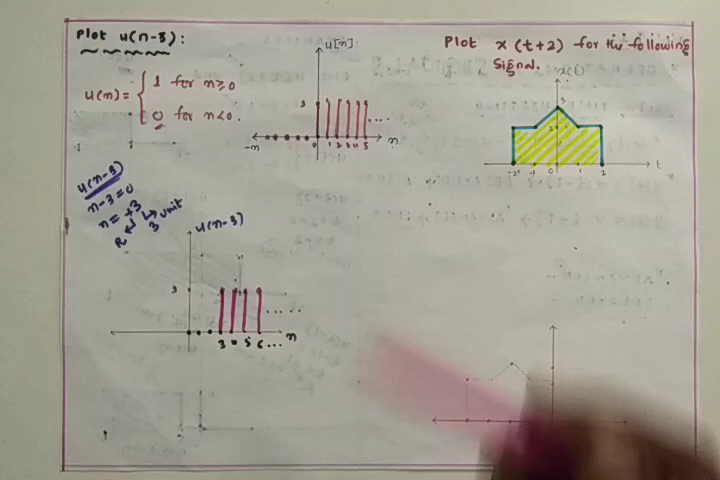 Plot u(n-3) :
u[n]
u(n) = { 1 for n≥0
0 for n<0.
1
....
-n
0 1 2 3 4 5
n
u(n-3)
n-3=0
n = +3
R
3 unit
u(n-3)
1
.... ..
3 4 5 6 ...
n
Plot x(t+2) for the following
signal.
x(t)
3
2
-2 -1 0 1 2
t